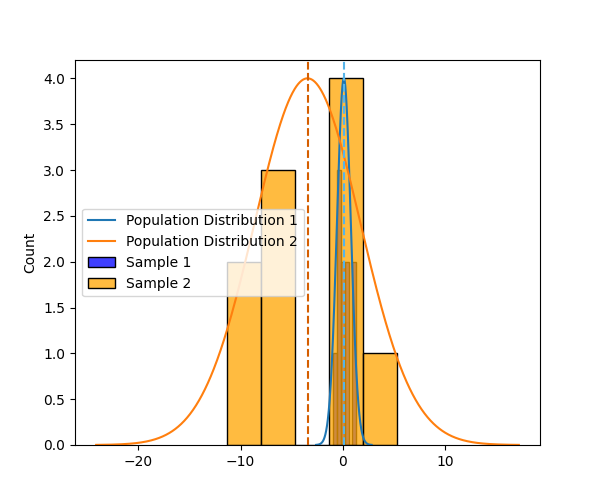 4.0
3.5
3.0
2.5
2.0
1.5
1.0
0.5
0.0
Count
Population Distribution 1
Population Distribution 2
Sample 1
Sample 2
−20
−10
0
10